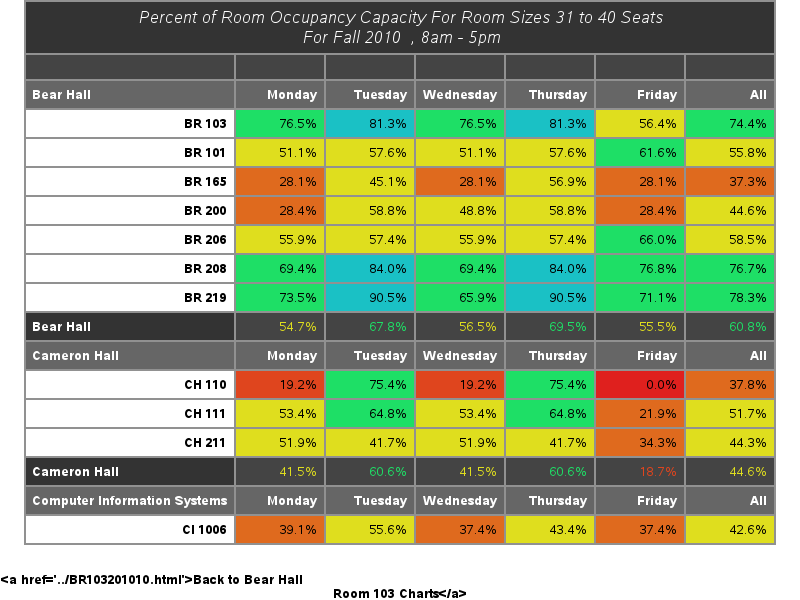 Percent of Room Occupancy Capacity For Room Sizes 31 to 40 Seats
For Fall 2010 , 8am - 5pm
Bear Hall Monday Tuesday Wednesday Thursday Friday All
BR 103 76.5% 81.3% 76.5% 81.3% 56.4% 74.4%
BR 101 51.1% 57.6% 51.1% 57.6% 61.6% 55.8%
BR 165 28.1% 45.1% 28.1% 56.9% 28.1% 37.3%
BR 200 28.4% 58.8% 48.8% 58.8% 28.4% 44.6%
BR 206 55.9% 57.4% 55.9% 57.4% 66.0% 58.5%
BR 208 69.4% 84.0% 69.4% 84.0% 76.8% 76.7%
BR 219 73.5% 90.5% 65.9% 90.5% 71.1% 78.3%
Bear Hall 54.7% 67.8% 56.5% 69.5% 55.5% 60.8%
Cameron Hall Monday Tuesday Wednesday Thursday Friday All
CH 110 19.2% 75.4% 19.2% 75.4% 0.0% 37.8%
CH 111 53.4% 64.8% 53.4% 64.8% 21.9% 51.7%
CH 211 51.9% 41.7% 51.9% 41.7% 34.3% 44.3%
Cameron Hall 41.5% 60.6% 41.5% 60.6% 18.7% 44.6%
Computer Information Systems Monday Tuesday Wednesday Thursday Friday All
CI 1006 39.1% 55.6% 37.4% 43.4% 37.4% 42.6%
<a href='../BR103201010.html'>Back to Bear Hall
Room 103 Charts</a>